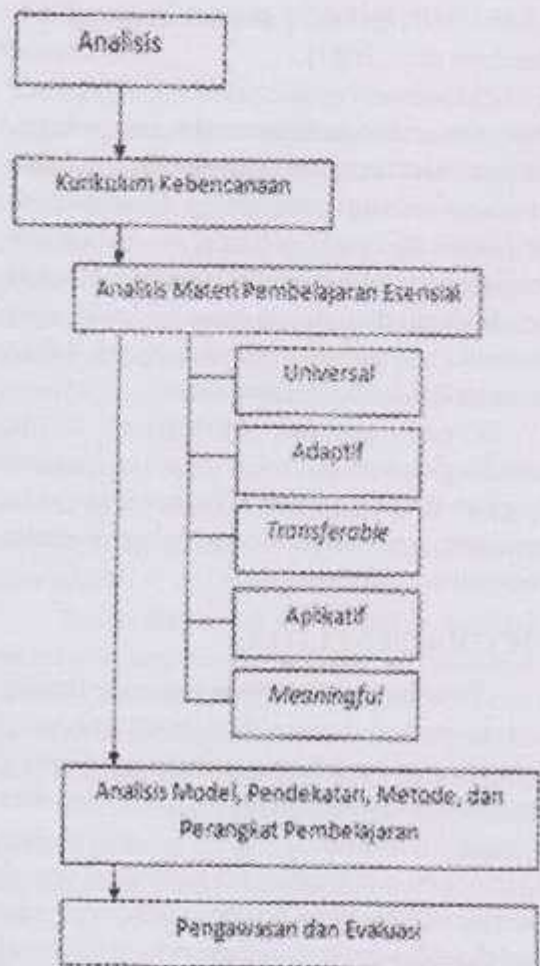 Analisis
Kurikulum Kebencanaan
Analisis Materi Pembelajaran Esensial
Universal
Adaptif
Transferable
Aplikatif
Meaningful
Analisis Model, Pendekatan, Metode, dan
Perangkat Pembelajaran
Pengawasan dan Evaluasi